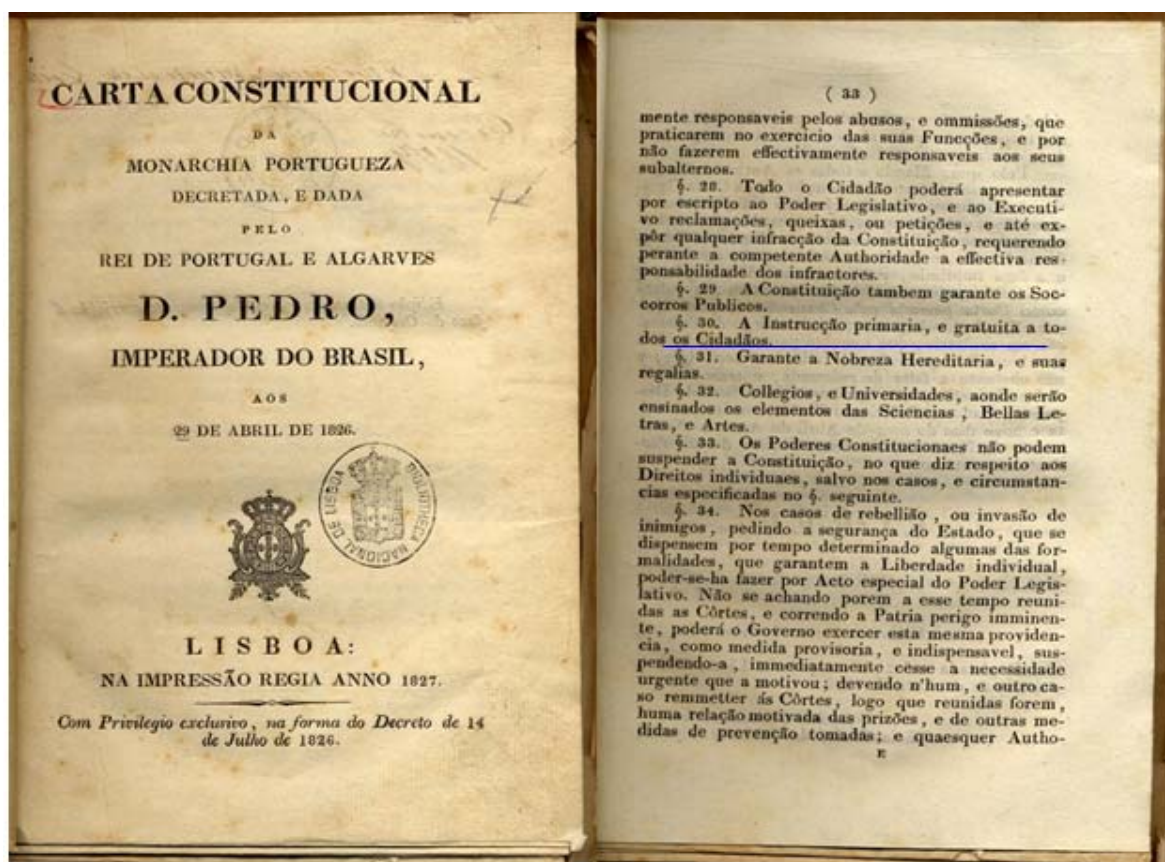 CARTA CONSTITUCIONAL
DA
MONARCHIA PORTUGUEZA
DECRETADA, E DADA
PELO
REI DE PORTUGAL E ALGARVES
D. PEDRO,
IMPERADOR DO BRASIL,
AOS
29 DE ABRIL DE 1826.
BIBLIOTHECA NACIONAL DE LISBOA
LISBOA:
NA IMPRESSÃO REGIA ANNO 1827.
Com Privilegio exclusivo, na forma do Decreto de 14
de Julho de 1826.
( 33 )
mente responsaveis pelos abusos, e ommissões, que
praticarem no exercicio das suas Funcções, e por
não fazerem effectivamente responsaveis aos seus
subalternos.
§. 28. Todo o Cidadão poderá apresentar
por escripto ao Poder Legislativo, e ao Executi-
vo reclamações, queixas, ou petições, e até ex-
pôr qualquer infracção da Constituição, requerendo
perante a competente Authoridade a effectiva res-
ponsabilidade dos infractores.
§. 29 A Constituição tambem garante os Soc-
corros Publicos.
§. 30. A Instrucção primaria, e gratuita a to-
dos os Cidadãos.
§. 31. Garante a Nobreza Hereditaria, e suas
regalias.
§. 32. Collegios, e Universidades, aonde serão
ensinados os elementos das Sciencias, Bellas Le-
tras, e Artes.
§. 33. Os Poderes Constitucionaes não podem
suspender a Constituição, no que diz respeito aos
Direitos individuaes, salvo nos casos, e circumstan-
cias especificadas no §. seguinte.
§. 34. Nos casos de rebellião, ou invasão de
inimigos, pedindo a segurança do Estado, que se
dispensem por tempo determinado algumas das for-
malidades, que garantem a Liberdade individual,
poder-se-ha fazer por Acto especial do Poder Legis-
lativo. Não se achando porem a esse tempo reuni-
das as Côrtes, e correndo a Patria perigo imminen-
te, poderá o Governo exercer esta mesma providen-
cia, como medida provisoria, e indispensavel, sus-
pendendo-a, immediatamente cesse a necessidade
urgente que a motivou; devendo n'hum, e outro ca-
so remmetter ás Côrtes, logo que reunidas forem,
huma relação motivada das prizões, e de outras me-
didas de prevenção tomadas; e quaesquer Autho-
E